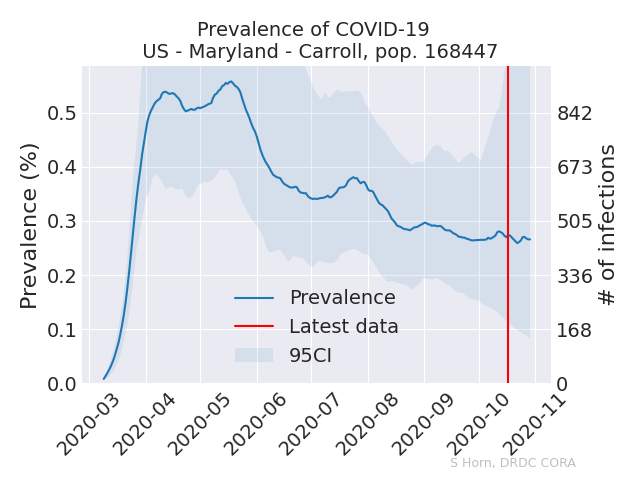 Prevalence of COVID-19
US - Maryland - Carroll, pop. 168447
Prevalence (%)
0.5
0.4
0.3
0.2
0.1
0.0
842
673
505
336
168
0
# of infections
Prevalence
Latest data
95CI
2020-03
2020-04
2020-05
2020-06
2020-07
2020-08
2020-09
2020-10
2020-11
S Horn, DRDC CORA